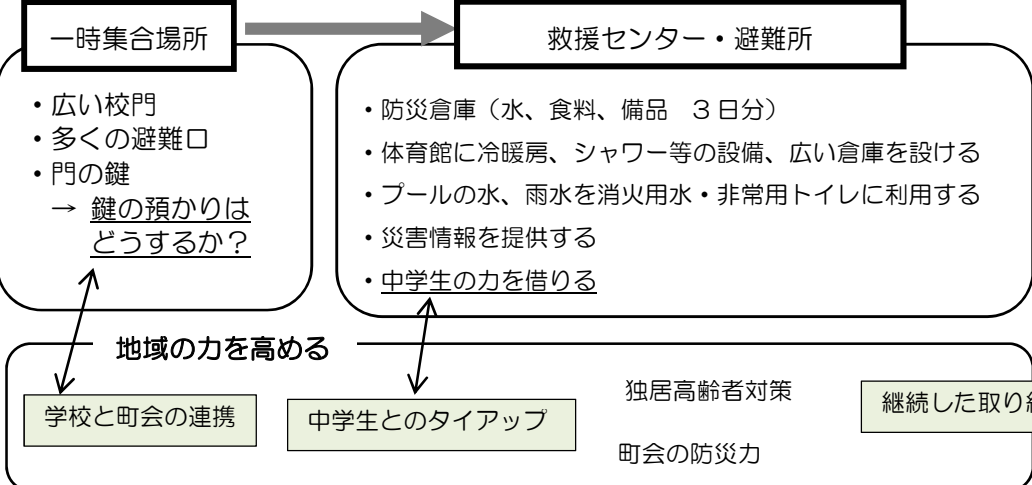 一時集合場所
救援センター・避難所
・広い校門
・多くの避難口
・門の鍵
→ 鍵の預かりは
どうするか？
・防災倉庫（水、食料、備品　３日分）
・体育館に冷暖房、シャワー等の設備、広い倉庫を設ける
・プールの水、雨水を消火用水・非常用トイレに利用する
・災害情報を提供する
・中学生の力を借りる
地域の力を高める
学校と町会の連携
中学生とのタイアップ
独居高齢者対策
町会の防災力
継続した取り